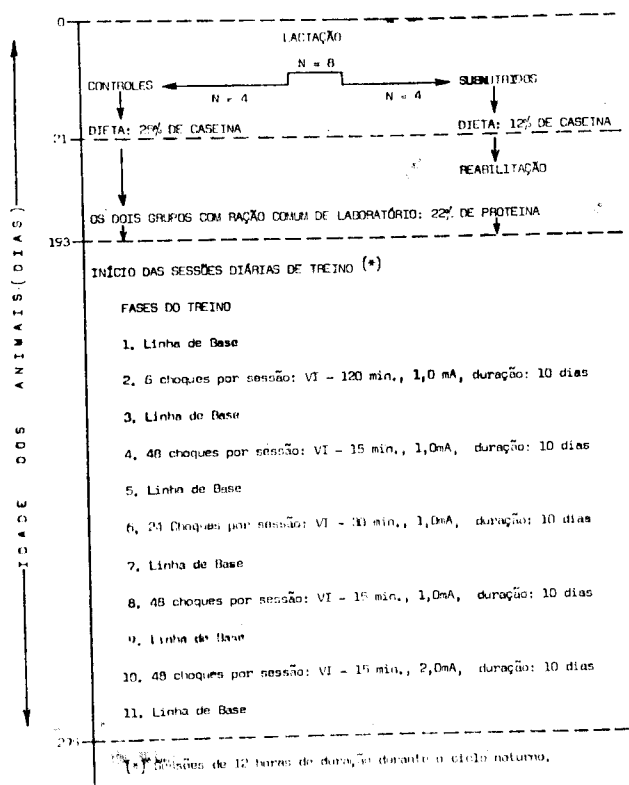 0
LACTAÇÃO
N = 8
CONTROLES SUBNUTRIDOS
N = 4 N = 4
DIETA: 28% DE CASEINA DIETA: 12% DE CASEINA
21
REABILITAÇÃO
OS DOIS GRUPOS COM RAÇÃO COMUM DE LABORATÓRIO: 22% DE PROTEINA
193
INÍCIO DAS SESSÕES DIÁRIAS DE TREINO (*)
FASES DO TREINO
1. Linha de Base
2. 6 choques por sessão: VI - 120 min., 1,0 mA, duração: 10 dias
3. Linha de Base
4. 48 choques por sessão: VI - 15 min., 1,0mA, duração: 10 dias
5. Linha de Base
6. 24 Choques por sessão: VI - 30 min., 1,0mA, duração: 10 dias
7. Linha de Base
8. 48 choques por sessão: VI - 15 min., 1,0mA, duração: 10 dias
9. Linha de Base
10. 48 choques por sessão: VI - 15 min., 2,0mA, duração: 10 dias
11. Linha de Base
(*) Sessões de 12 horas de duração durante o ciclo noturno.
IDADE DOS ANIMAIS (DIAS)